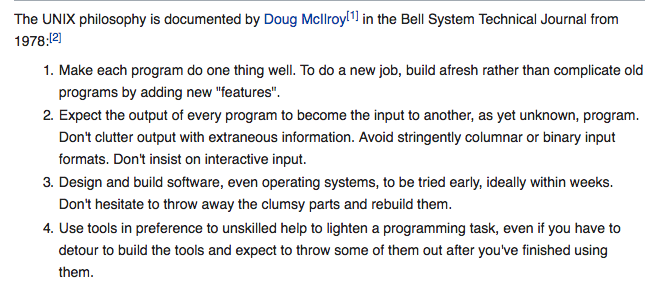 The UNIX philosophy is documented by Doug McIlroy[1] in the Bell System Technical Journal from
1978:[2]
1. Make each program do one thing well. To do a new job, build afresh rather than complicate old
programs by adding new "features".
2. Expect the output of every program to become the input to another, as yet unknown, program.
Don't clutter output with extraneous information. Avoid stringently columnar or binary input
formats. Don't insist on interactive input.
3. Design and build software, even operating systems, to be tried early, ideally within weeks.
Don't hesitate to throw away the clumsy parts and rebuild them.
4. Use tools in preference to unskilled help to lighten a programming task, even if you have to
detour to build the tools and expect to throw some of them out after you've finished using
them.